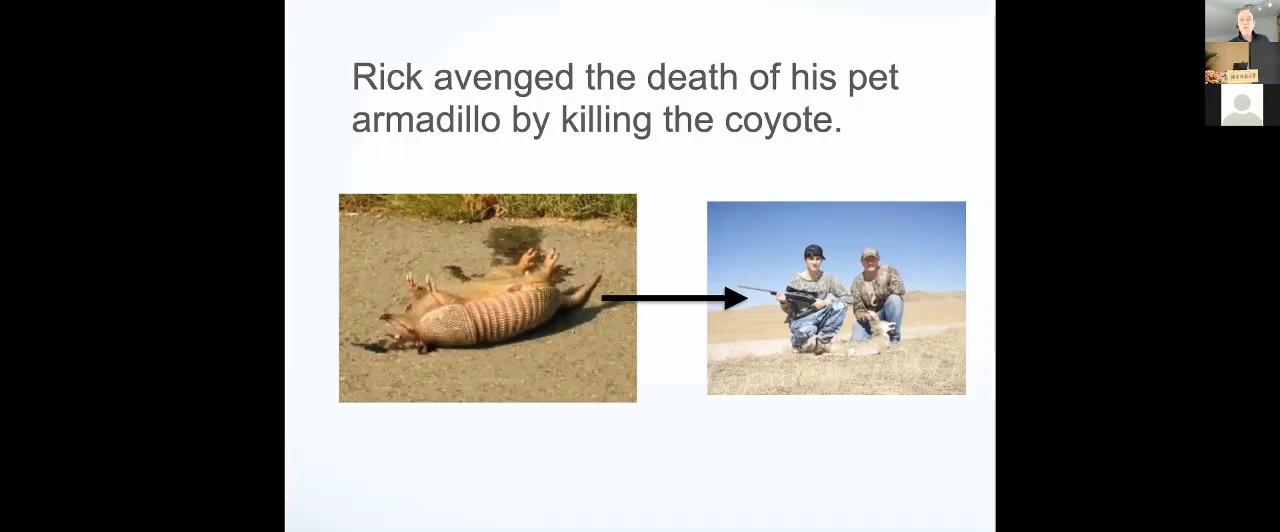 Rick avenged the death of his pet
armadillo by killing the coyote.